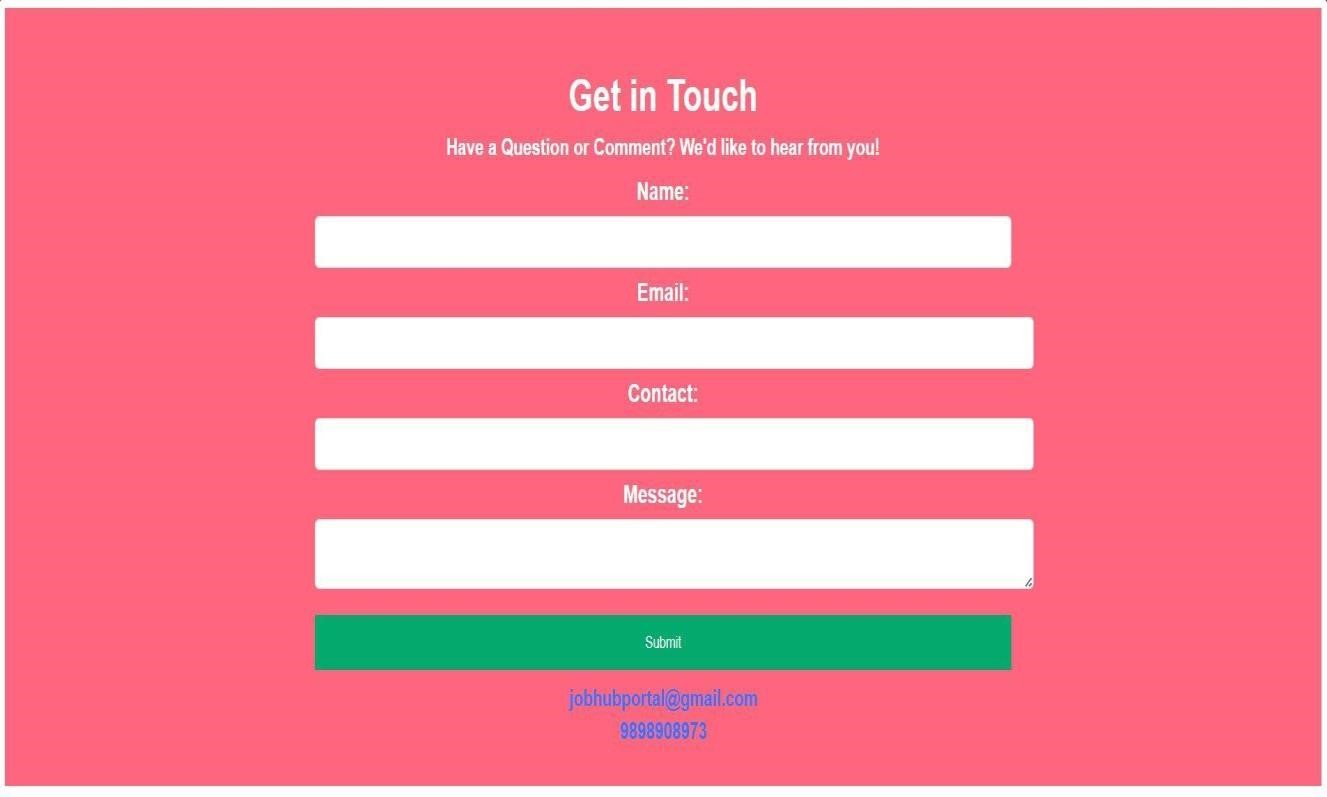 Get in Touch
Have a Question or Comment? We'd like to hear from you!
Name:
Email:
Contact:
Message:
Submit
jobhubportal@gmail.com
9898908973